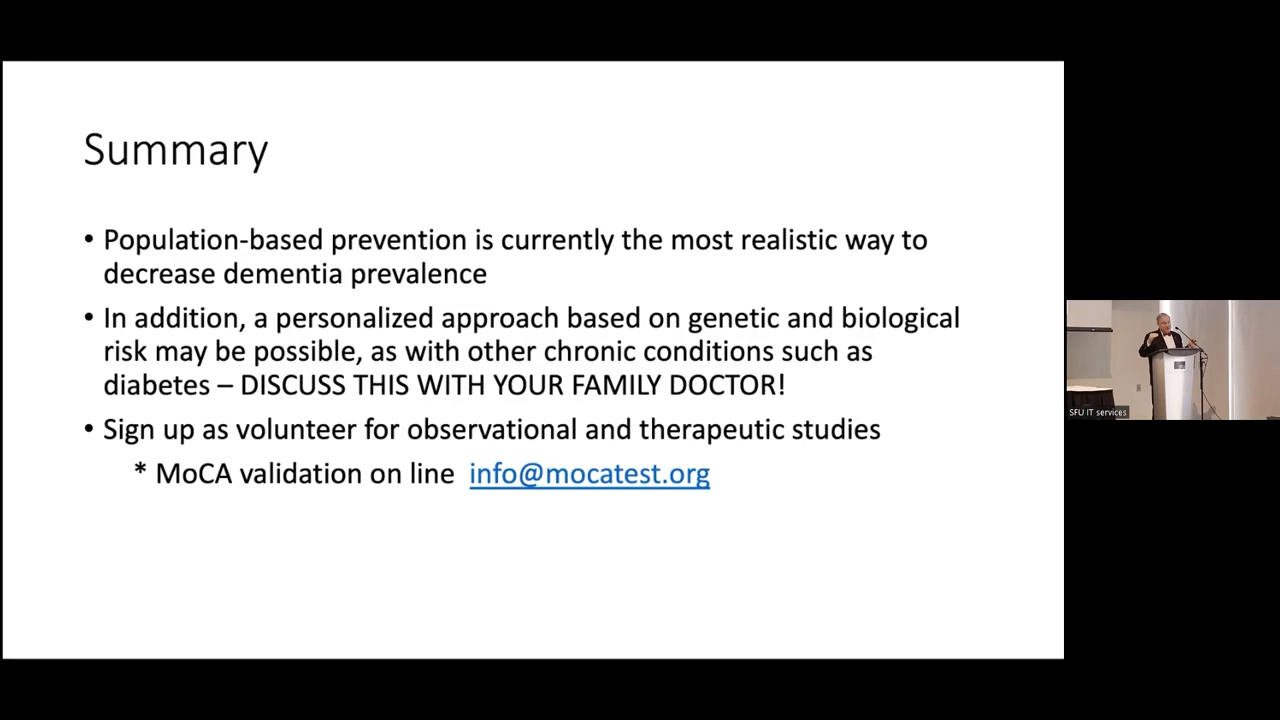 Summary
• Population-based prevention is currently the most realistic way to
decrease dementia prevalence
• In addition, a personalized approach based on genetic and biological
risk may be possible, as with other chronic conditions such as
diabetes – DISCUSS THIS WITH YOUR FAMILY DOCTOR!
• Sign up as volunteer for observational and therapeutic studies
* MoCA validation on line info@mocatest.org
SFU IT services